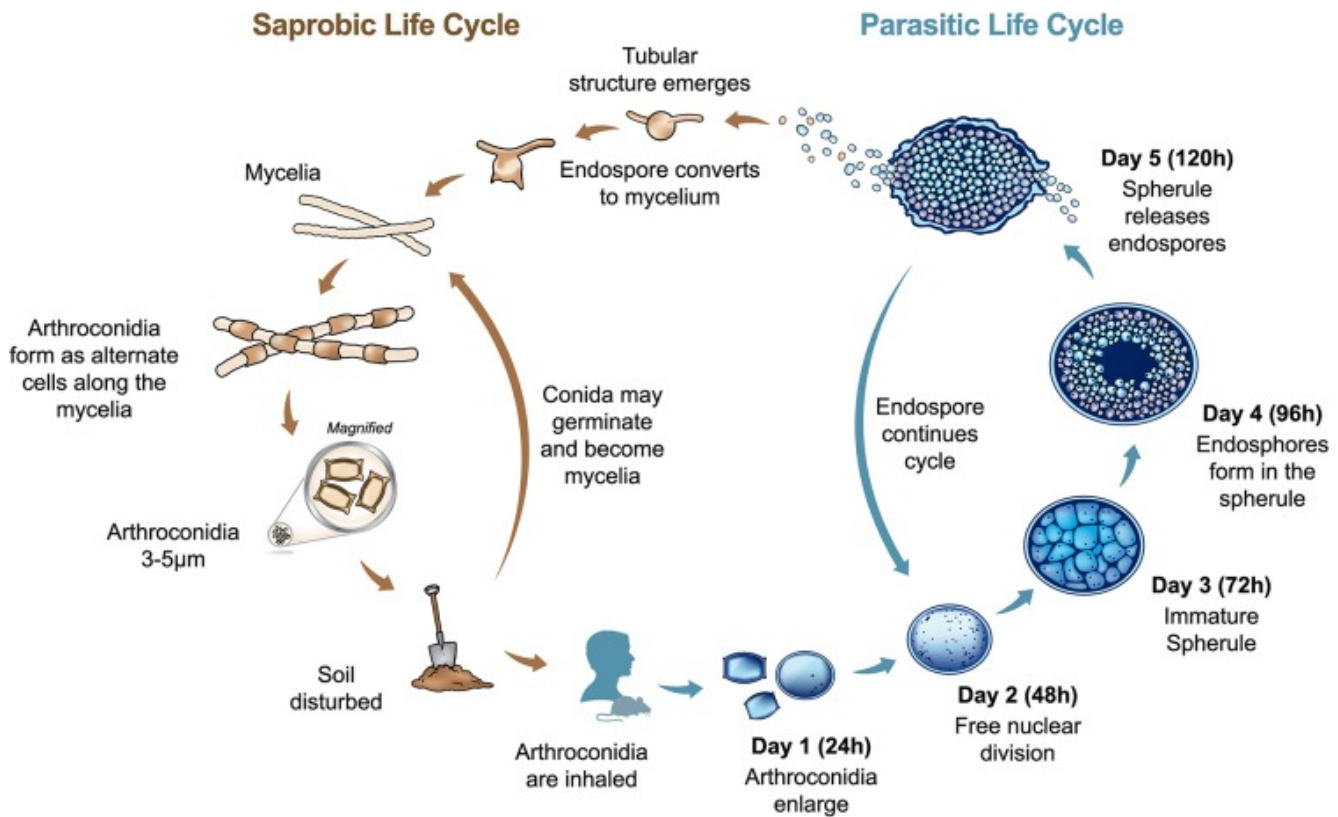 Saprobic Life Cycle
Parasitic Life Cycle
Tubular
structure emerges
Endospore converts
to mycelium
Mycelia
Arthroconidia
form as alternate
cells along the
mycelia
Magnified
Arthroconidia
3-5µm
Conida may
germinate
and become
mycelia
Soil
disturbed
Arthroconidia
are inhaled
Day 1 (24h)
Arthroconidia
enlarge
Day 2 (48h)
Free nuclear
division
Day 3 (72h)
Immature
Spherule
Day 4 (96h)
Endosphores
form in the
spherule
Day 5 (120h)
Spherule
releases
endospores
Endospore
continues
cycle